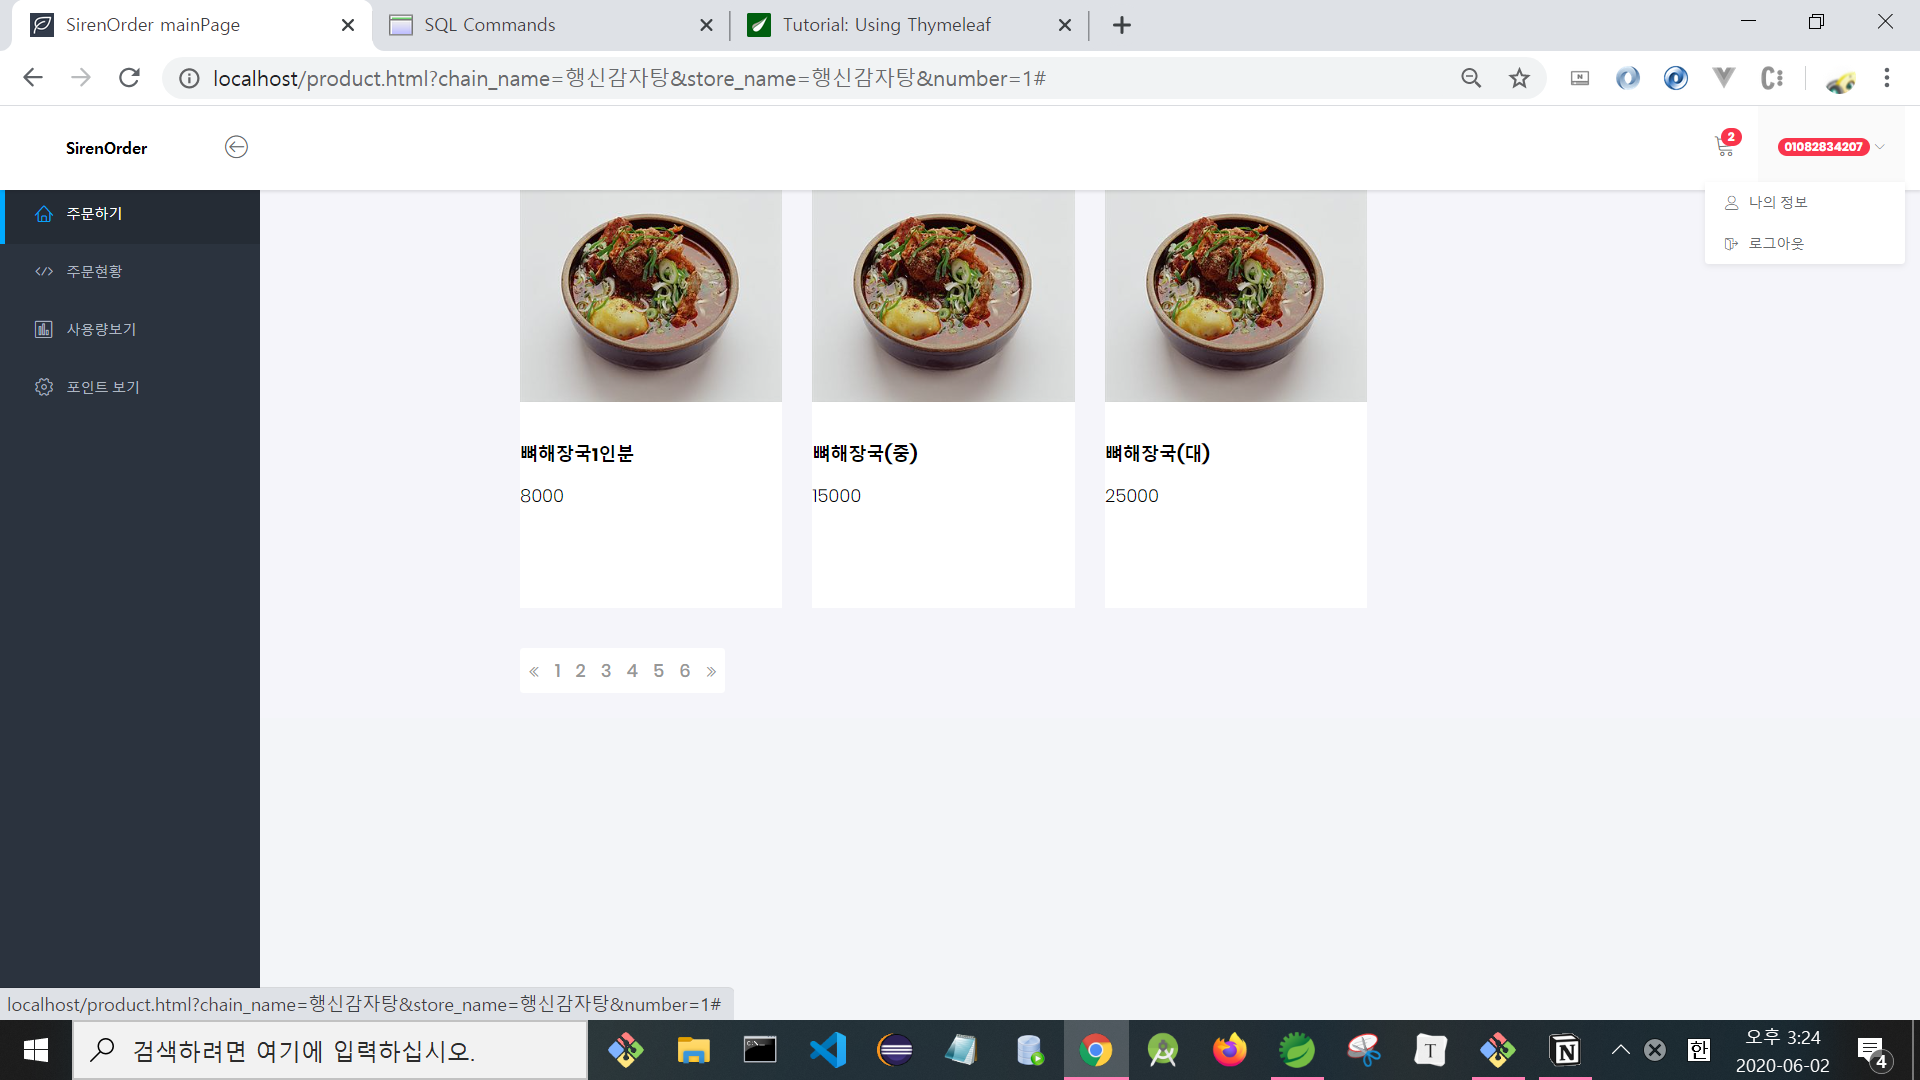 SirenOrder mainPage
SQL Commands
Tutorial: Using Thymeleaf
localhost/product.html?chain_name=행신감자탕&store_name=행신감자탕&number=1#
SirenOrder
2
01082834207
나의 정보
로그아웃
주문하기
주문현황
사용량보기
포인트 보기
뼈해장국1인분
8000
뼈해장국(중)
15000
뼈해장국(대)
25000
« 1 2 3 4 5 6 »
localhost/product.html?chain_name=행신감자탕&store_name=행신감자탕&number=1#
검색하려면 여기에 입력하십시오.
한
오후 3:24
2020-06-02
4